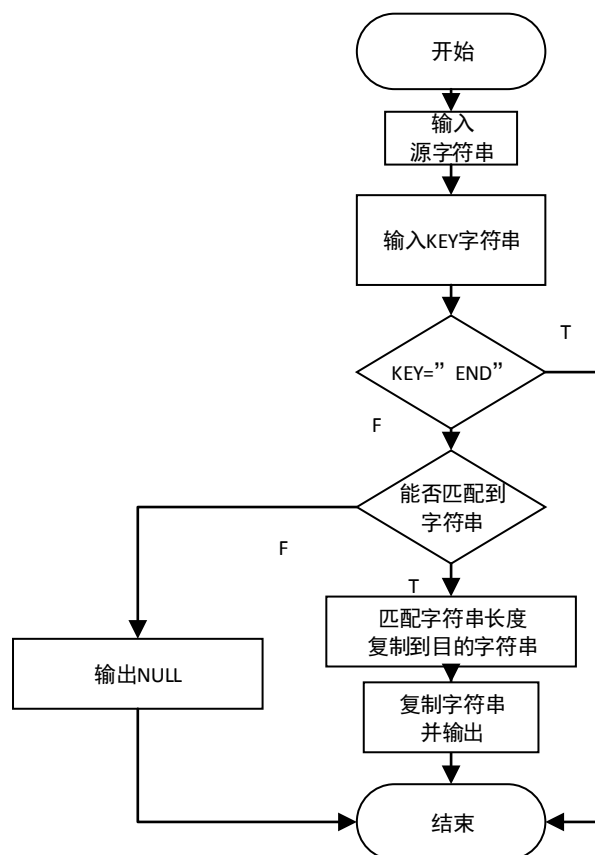 开始
输入
源字符串
输入KEY字符串
T
KEY=” END”
F
能否匹配到
字符串
F
T
匹配字符串长度
复制到目的字符串
输出NULL
复制字符串
并输出
结束